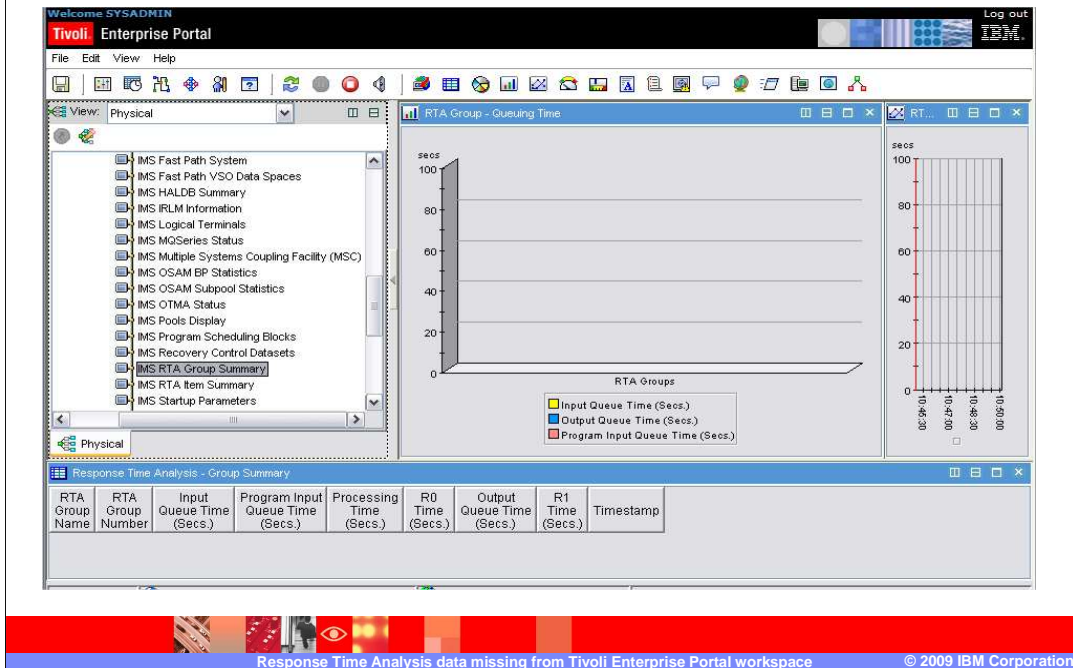 Welcome SYSADMIN
Log out
Tivoli. Enterprise Portal
IBM.
File Edit View Help
View: Physical
IMS Fast Path System
IMS Fast Path VSO Data Spaces
IMS HALDB Summary
IMS IRLM Information
IMS Logical Terminals
IMS MQSeries Status
IMS Multiple Systems Coupling Facility (MSC)
IMS OSAM BP Statistics
IMS OSAM Subpool Statistics
IMS OTMA Status
IMS Pools Display
IMS Program Scheduling Blocks
IMS Recovery Control Datasets
IMS RTA Group Summary
IMS RTA Item Summary
IMS Startup Parameters
Physical
RTA Group - Queuing Time
secs
100
80
60
40
20
0
RTA Groups
Input Queue Time (Secs.)
Output Queue Time (Secs.)
Program Input Queue Time (Secs.)
RT...
secs
100
80
60
40
20
0
10:45:30
10:47:00
10:48:30
10:50:00
Response Time Analysis - Group Summary
RTA Group Name
RTA Group Number
Input Queue Time (Secs.)
Program Input Queue Time (Secs.)
Processing Time (Secs.)
R0 Time (Secs.)
Output Queue Time (Secs.)
R1 Time (Secs.)
Timestamp
Response Time Analysis data missing from Tivoli Enterprise Portal workspace
© 2009 IBM Corporation